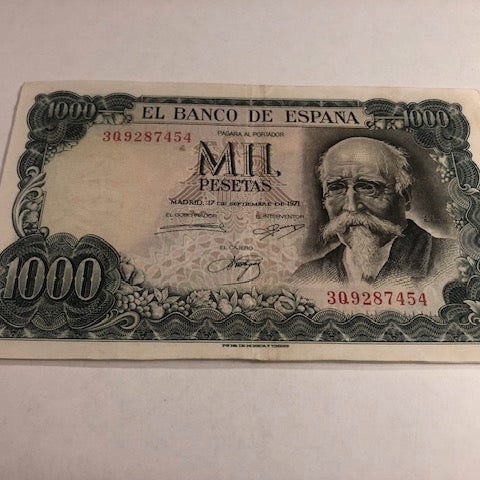 1000 EL BANCO DE ESPAÑA 1000
3Q9287454 PAGARA AL PORTADOR
MIL
PESETAS
MADRID, 17 DE SEPTIEMBRE DE 1971
EL GOBERNADOR EL INTERVENTOR
EL CAJERO
1000
3Q9287454